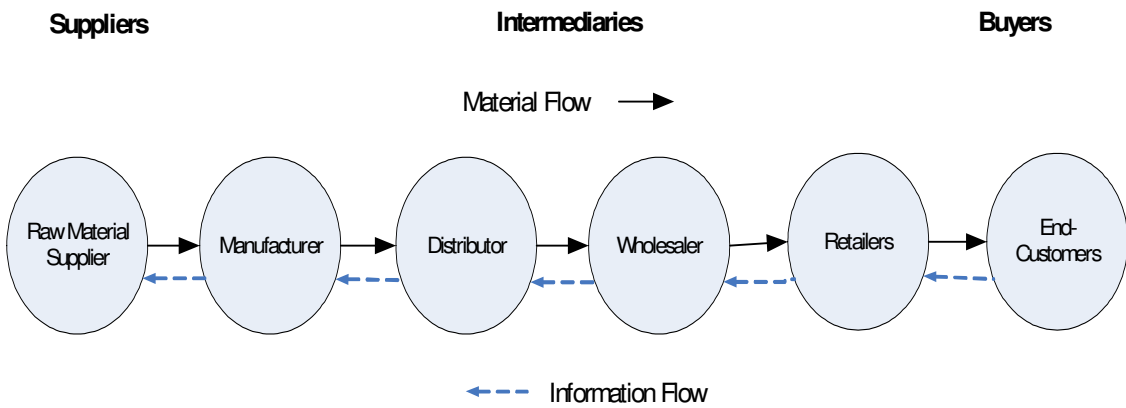 Suppliers
Intermediaries
Buyers
Material Flow
Raw Material
Supplier
Manufacturer
Distributor
Wholesaler
Retailers
End-
Customers
Information Flow